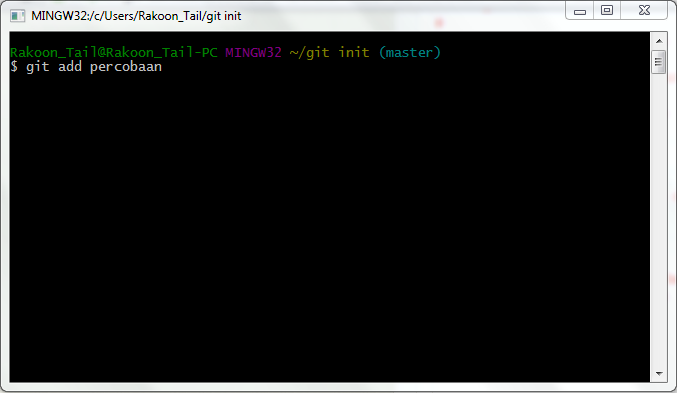 MINGW32:/c/Users/Rakoon_Tail/git init
Rakoon_Tail@Rakoon_Tail-PC MINGW32 ~/git init (master)
$ git add percobaan